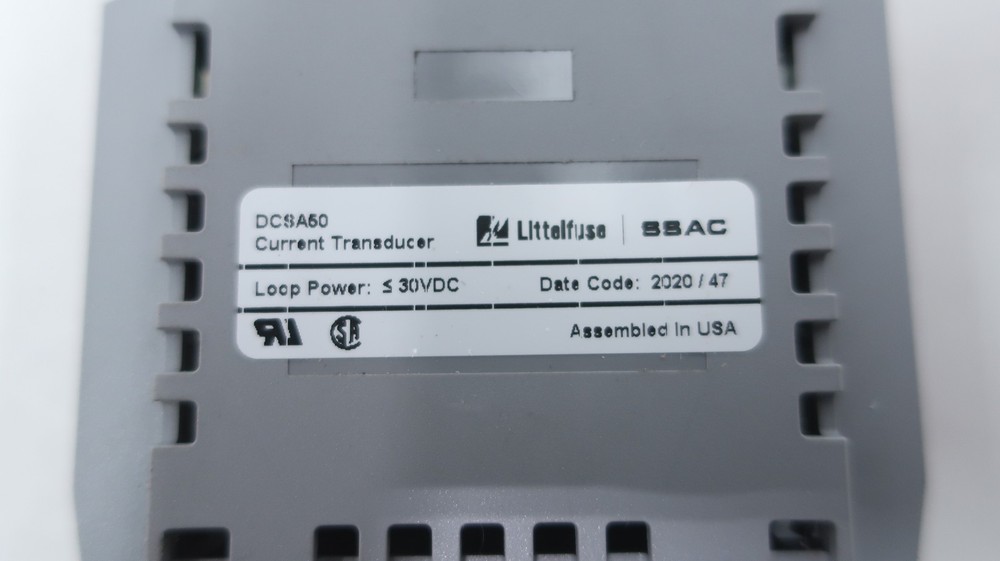 DCSA50
Current Transducer
Littelfuse | SSAC
Loop Power: ≤ 30VDC
Date Code: 2020 / 47
Assembled In USA